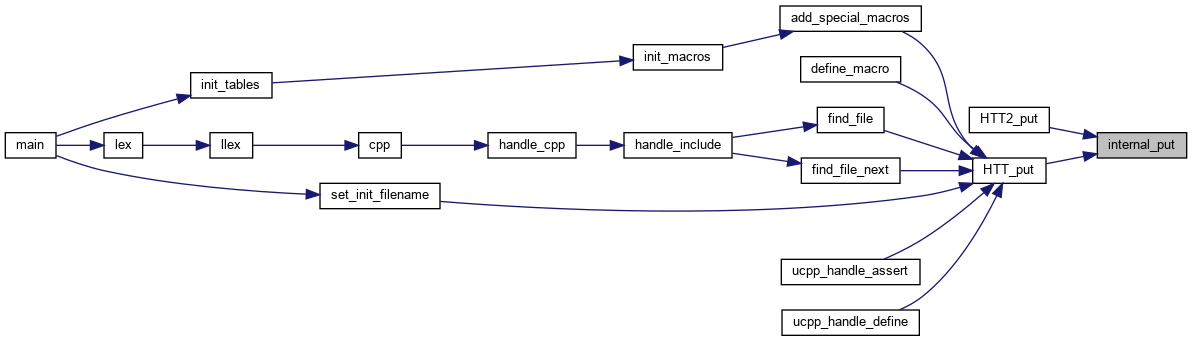 add_special_macros
init_macros
define_macro
init_tables
find_file
HTT2_put
main
lex
llex
cpp
handle_cpp
handle_include
internal_put
find_file_next
HTT_put
set_init_filename
ucpp_handle_assert
ucpp_handle_define